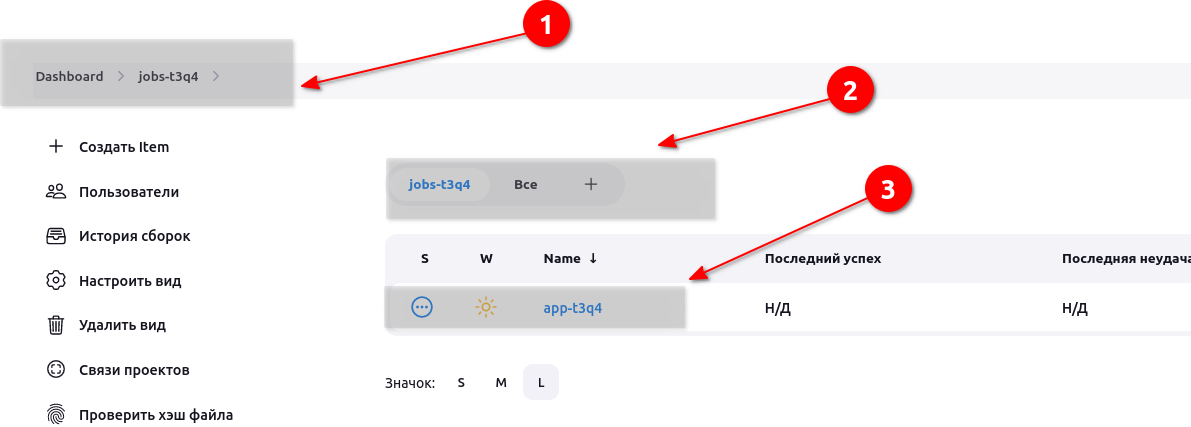 1
Dashboard > jobs-t3q4 >
2
Создать Item
Пользователи
jobs-t3q4 Все +
3
История сборок
S W Name ↓ Последний успех Последняя неудача
Настроить вид
app-t3q4 Н/Д Н/Д
Удалить вид
Связи проектов
Значок: S M L
Проверить хэш файла